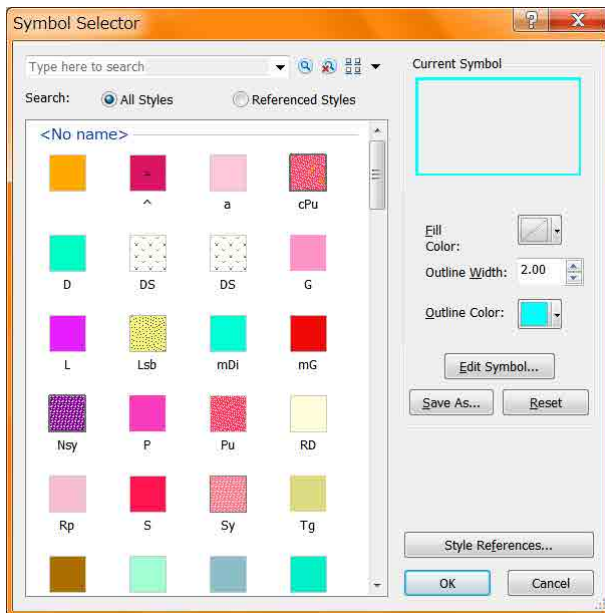 Symbol Selector
Type here to search
Search: All Styles Referenced Styles
<No name>
^ a cPu
D DS DS G
L Lsb mDi mG
Nsy P Pu RD
Rp S Sy Tg
Current Symbol
Fill
Color:
Outline Width: 2.00
Outline Color:
Edit Symbol...
Save As... Reset
Style References...
OK Cancel